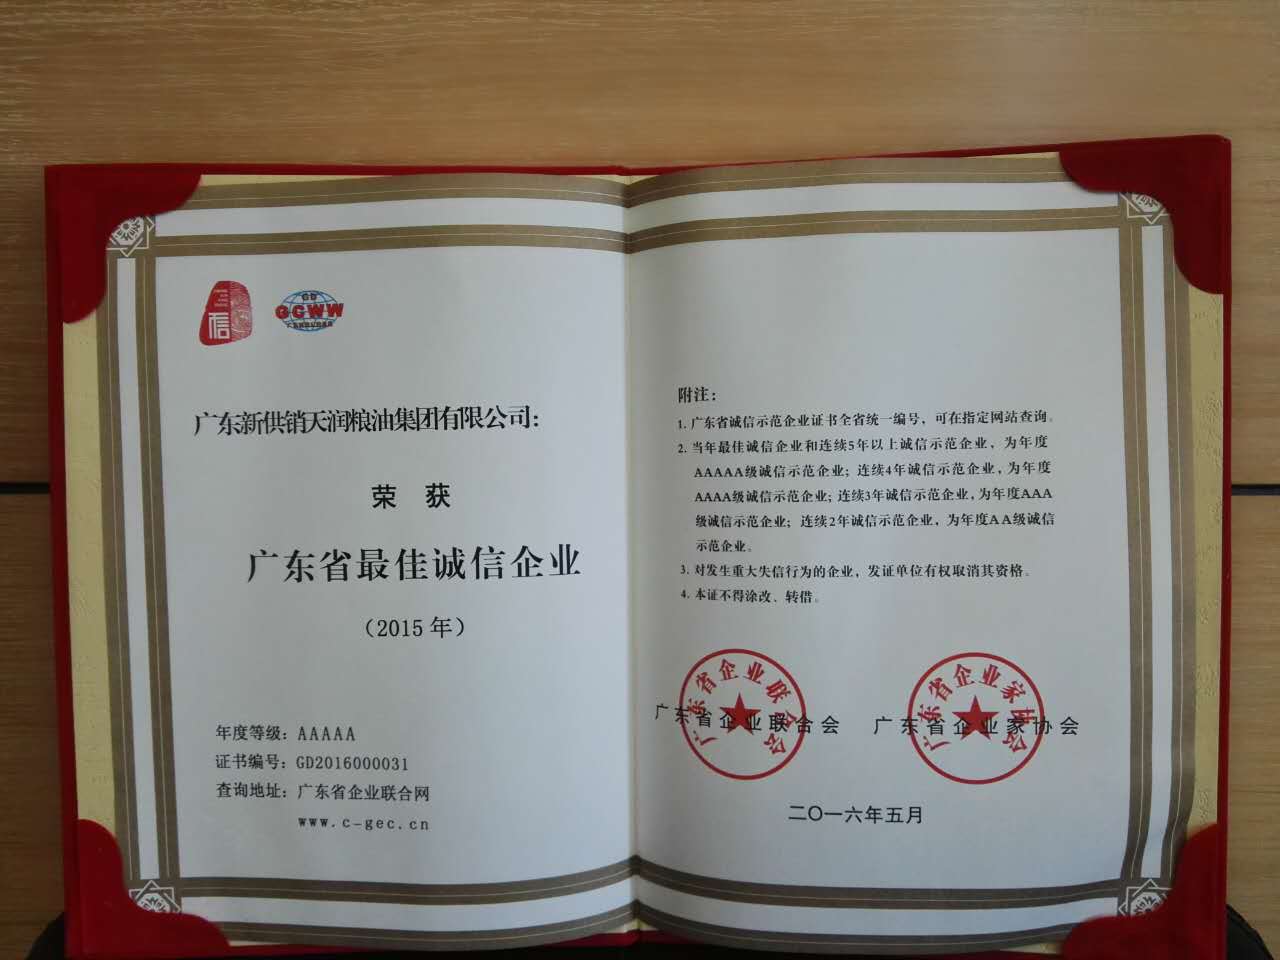 信
GD
GCWW
广东新供销天润粮油集团有限公司：
荣 获
广东省最佳诚信企业
（2015 年）
年度等级：AAAAA
证书编号：GD2016000031
查询地址：广东省企业联合网
www.c-gec.cn
附注：
1. 广东省诚信示范企业证书全省统一编号，可在指定网站查询。
2. 当年最佳诚信企业和连续5年以上诚信示范企业，为年度
AAAAA级诚信示范企业；连续4年诚信示范企业，为年度
AAAA级诚信示范企业；连续3年诚信示范企业，为年度AAA
级诚信示范企业；连续2年诚信示范企业，为年度AA级诚信
示范企业。
3. 对发生重大失信行为的企业，发证单位有权取消其资格。
4. 本证不得涂改、转借。
广东省企业联合会
广东省企业联合会
广东省企业家协会
广东省企业家协会
二〇一六年五月